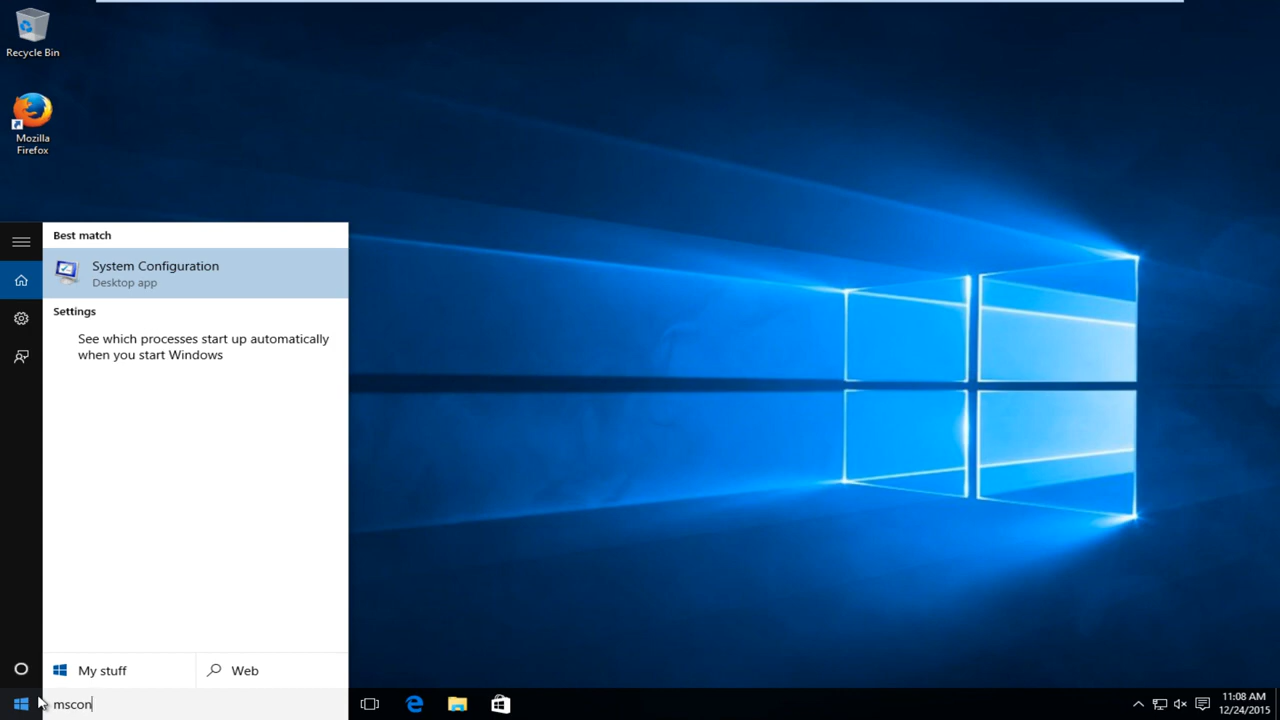 Recycle Bin
Mozilla
Firefox
Best match
System Configuration
Desktop app
Settings
See which processes start up automatically
when you start Windows
My stuff
Web
mscon
11:08 AM
12/24/2015